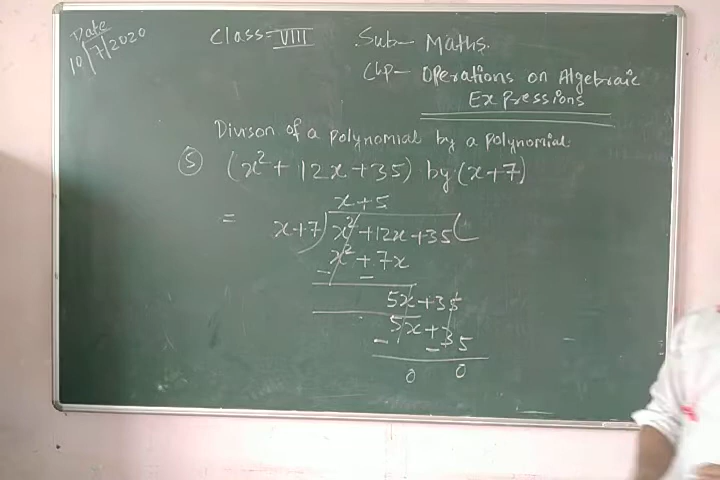 Date
10/7/2020
Class-VIII Sub- Maths.
Chp- Operations on Algebraic
Expressions
Divison of a polynomial by a polynomial.
5 (x² + 12x + 35) by (x + 7)
x + 5
= x + 7) x² + 12x + 35 (
x² + 7x
- -
5x + 35
5x + 35
- -
0 0